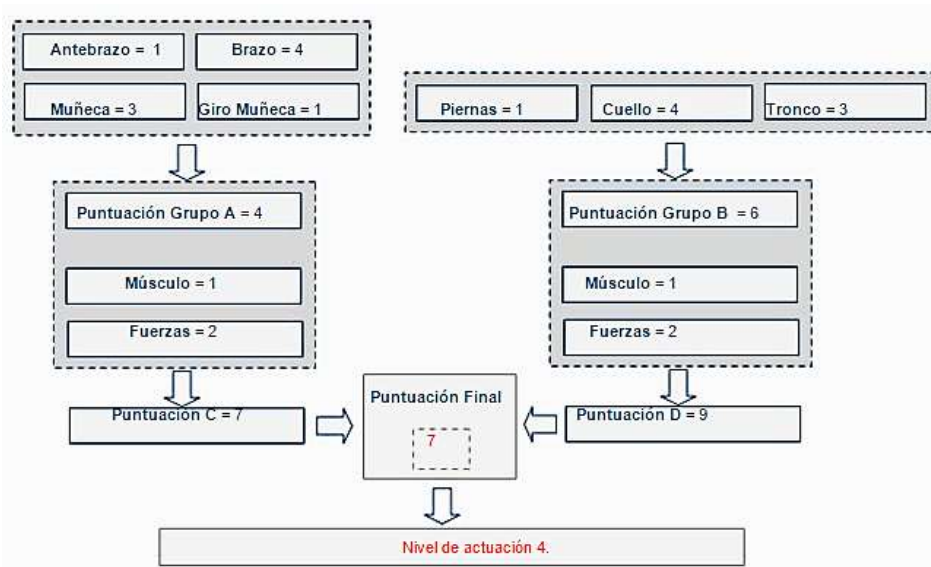 Antebrazo = 1
Brazo = 4
Muñeca = 3
Giro Muñeca = 1
Piernas = 1
Cuello = 4
Tronco = 3
Puntuación Grupo A = 4
Músculo = 1
Fuerzas = 2
Puntuación Grupo B = 6
Músculo = 1
Fuerzas = 2
Puntuación C = 7
Puntuación Final
7
Puntuación D = 9
Nivel de actuación 4.